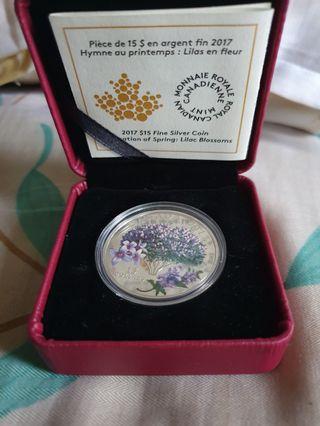 Pièce de 15 $ en argent fin 2017
Hymne au printemps : Lilas en fleur
MONNAIE ROYALE CANADIENNE
ROYAL CANADIAN MINT
2017 $15 Fine Silver Coin
of Spring: Lilac Blossoms